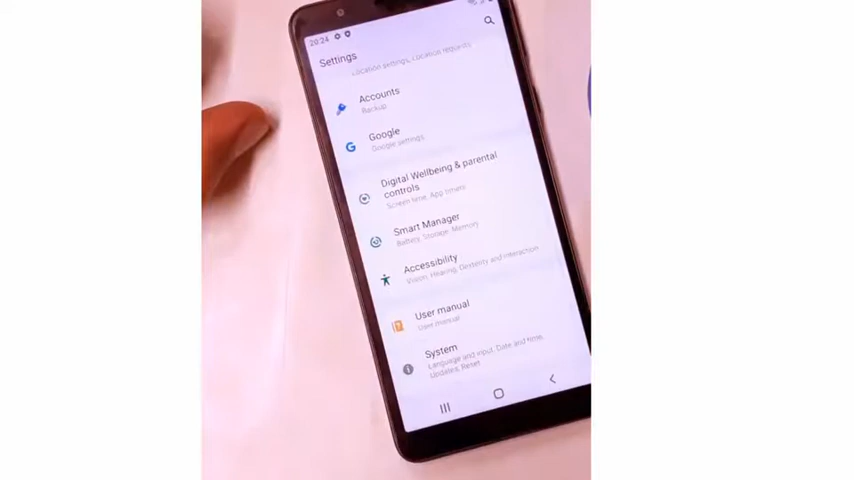 20:24
Settings
Location settings, Location requests
Accounts
Backup
Google
Google settings
Digital Wellbeing & parental
controls
Screen time, App timers
Smart Manager
Battery, Storage, Memory
Accessibility
Vision, Hearing, Dexterity and interaction
User manual
User manual
System
Language and input, Date and time,
Updates, Reset